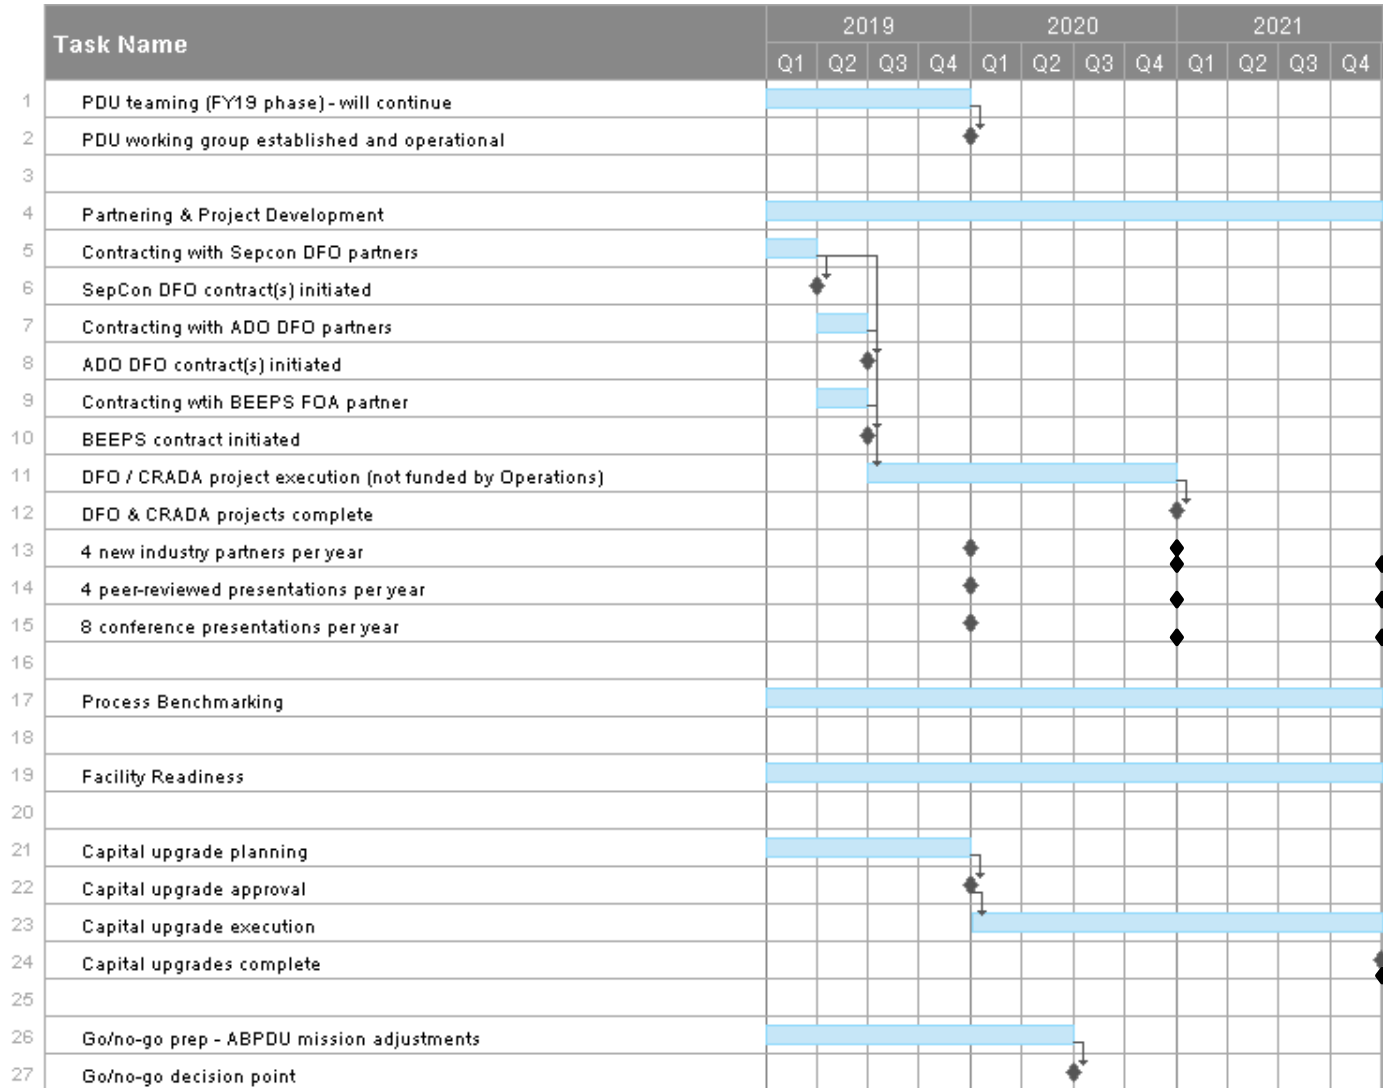 Task Name
2019 2020 2021
Q1 Q2 Q3 Q4 Q1 Q2 Q3 Q4 Q1 Q2 Q3 Q4
1 PDU teaming (FY19 phase) - will continue
2 PDU working group established and operational
3
4 Partnering & Project Development
5 Contracting with Sepcon DFO partners
6 SepCon DFO contract(s) initiated
7 Contracting with ADO DFO partners
8 ADO DFO contract(s) initiated
9 Contracting wtih BEEPS FOA partner
10 BEEPS contract initiated
11 DFO / CRADA project execution (not funded by Operations)
12 DFO & CRADA projects complete
13 4 new industry partners per year
14 4 peer-reviewed presentations per year
15 8 conference presentations per year
16
17 Process Benchmarking
18
19 Facility Readiness
20
21 Capital upgrade planning
22 Capital upgrade approval
23 Capital upgrade execution
24 Capital upgrades complete
25
26 Go/no-go prep - ABPDU mission adjustments
27 Go/no-go decision point